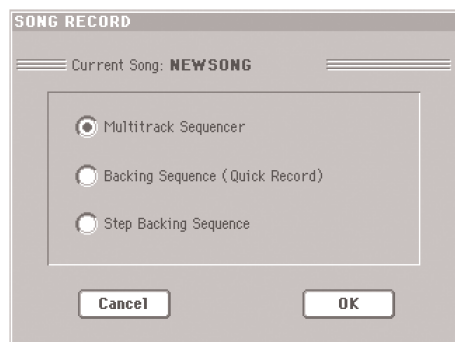 SONG RECORD
Current Song: NEWSONG
Multitrack Sequencer
Backing Sequence (Quick Record)
Step Backing Sequence
Cancel OK